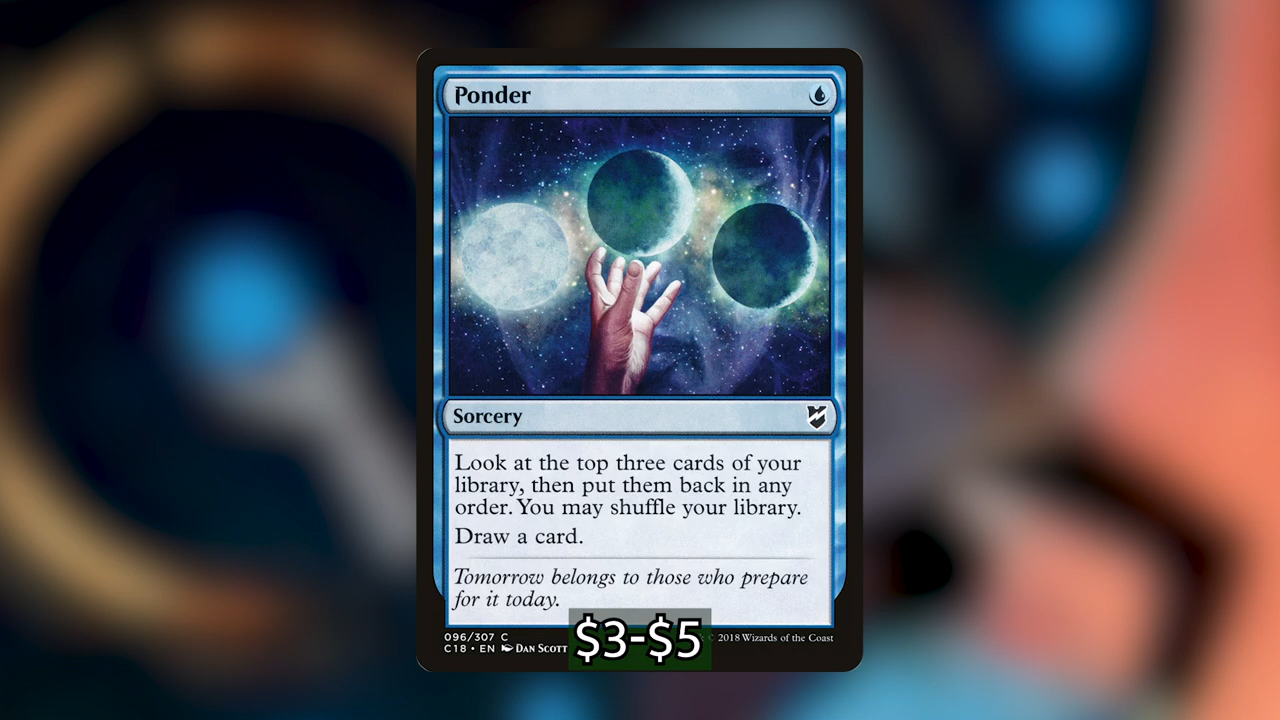 Ponder
Sorcery
Look at the top three cards of your
library, then put them back in any
order. You may shuffle your library.
Draw a card.
Tomorrow belongs to those who prepare
for it today.
096/307 C
C18 • EN DAN SCOTT
© 2018 Wizards of the Coast
$3-$5